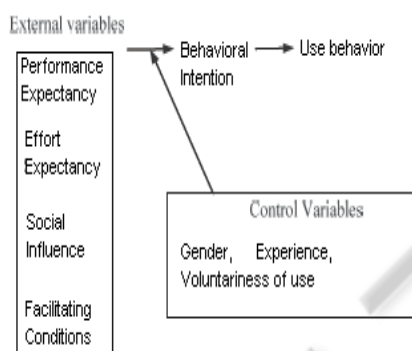 External variables
Performance
Expectancy
Effort
Expectancy
Social
Influence
Facilitating
Conditions
Behavioral
Intention
Use behavior
Control Variables
Gender, Experience,
Voluntariness of use